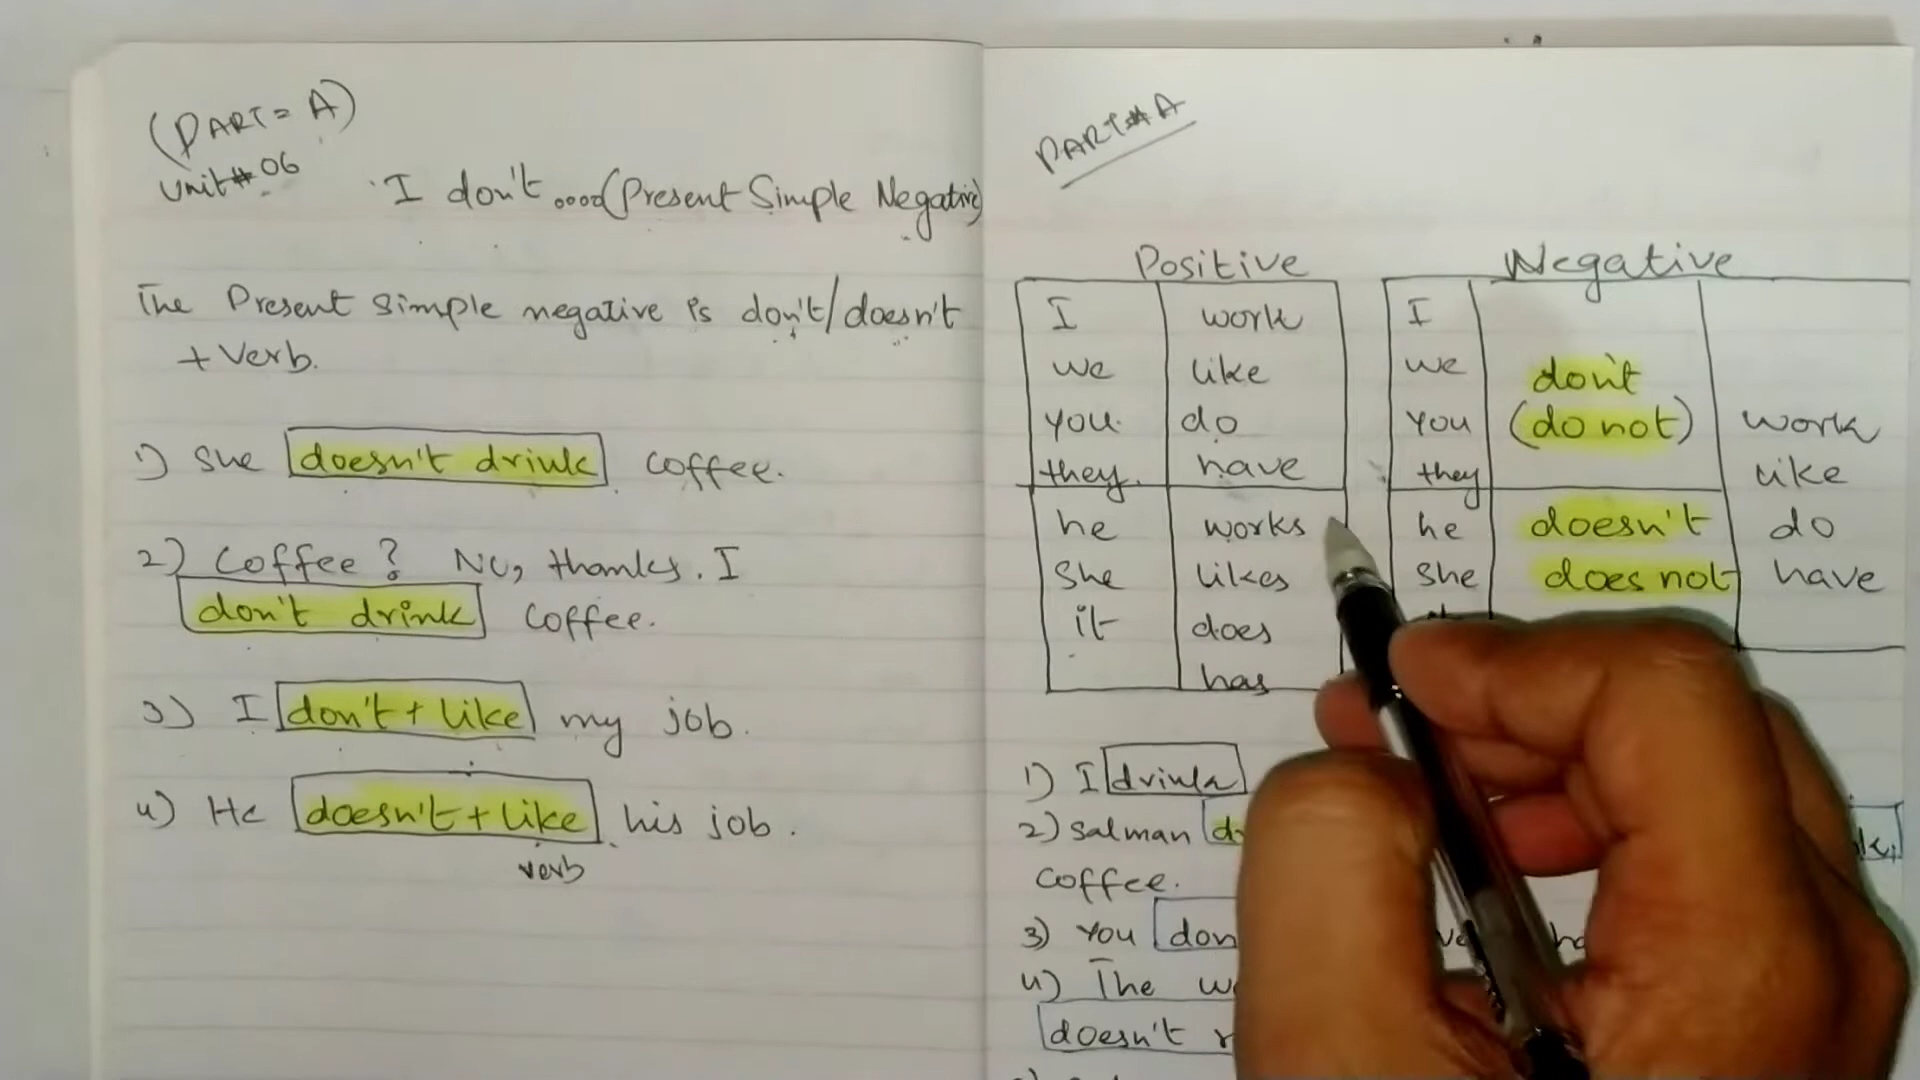 (PART = A)
Unit # 06
I don't ....(Present Simple Negative)
The Present Simple negative is don't/doesn't
+ Verb.
1) She doesn't drink coffee.
2) Coffee? No, thanks. I
don't drink coffee.
3) I don't + like my job.
4) He doesn't + like his job.
verb
PART # A
Positive
I work
we like
you do
they have
he works
She likes
it does
has
Negative
I
we don't
you (do not) work
they like
he doesn't do
She does not have
1) I drink
2) Salman
coffee.
3) You don
4) The
doesn't